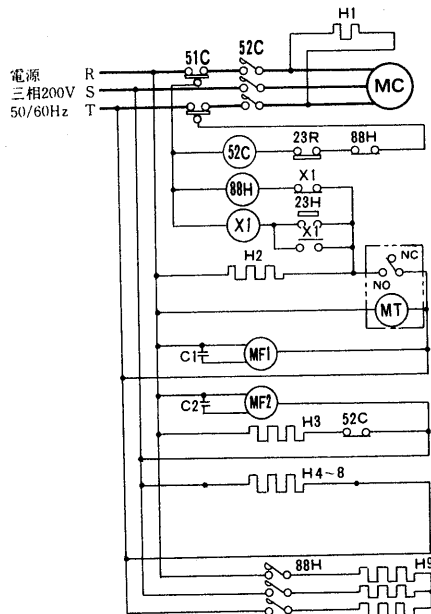 H1
51C 52C
電源 R
三相200V S
50/60Hz T
MC
52C 23R 88H
88H X1
X1 23H
X1
H2
NC
NO
MT
C1 MF1
C2 MF2
H3 52C
H4~8
88H H9